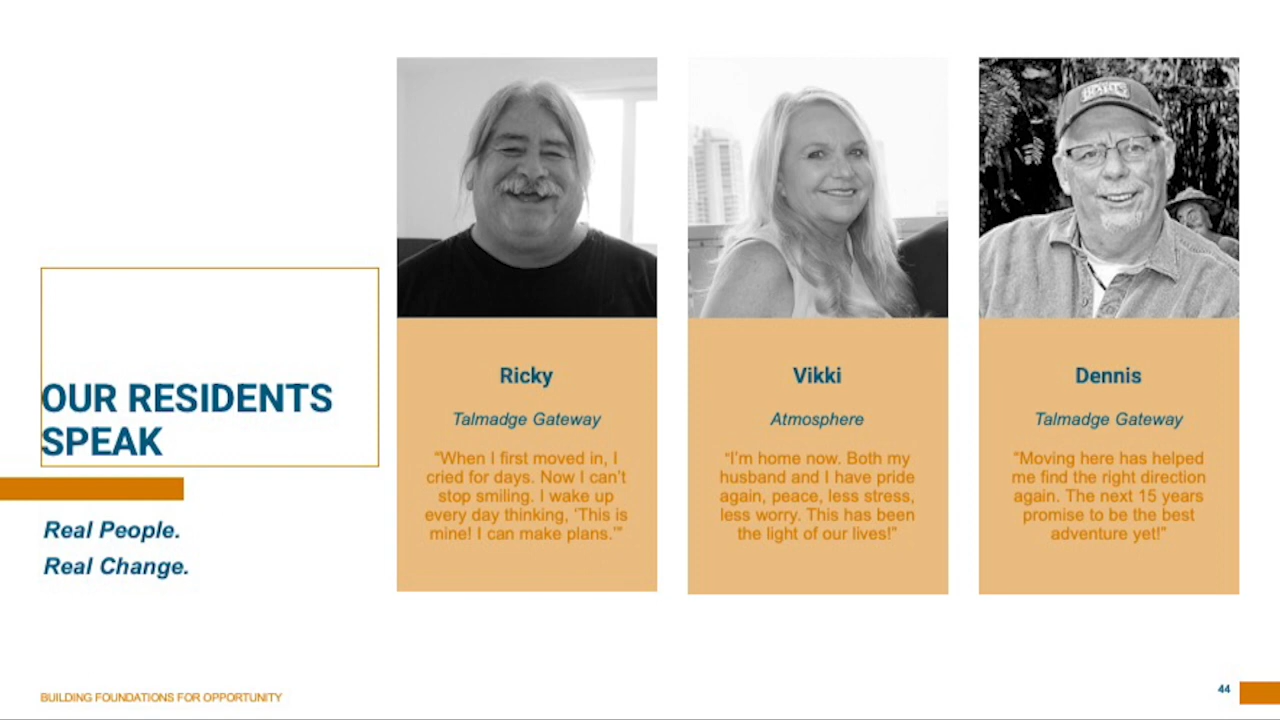 OUR RESIDENTS
SPEAK
Real People.
Real Change.
Ricky
Talmadge Gateway
“When I first moved in, I
cried for days. Now I can’t
stop smiling. I wake up
every day thinking, ‘This is
mine! I can make plans.’”
Vikki
Atmosphere
“I’m home now. Both my
husband and I have pride
again, peace, less stress,
less worry. This has been
the light of our lives!”
Dennis
Talmadge Gateway
“Moving here has helped
me find the right direction
again. The next 15 years
promise to be the best
adventure yet!”
BUILDING FOUNDATIONS FOR OPPORTUNITY
44